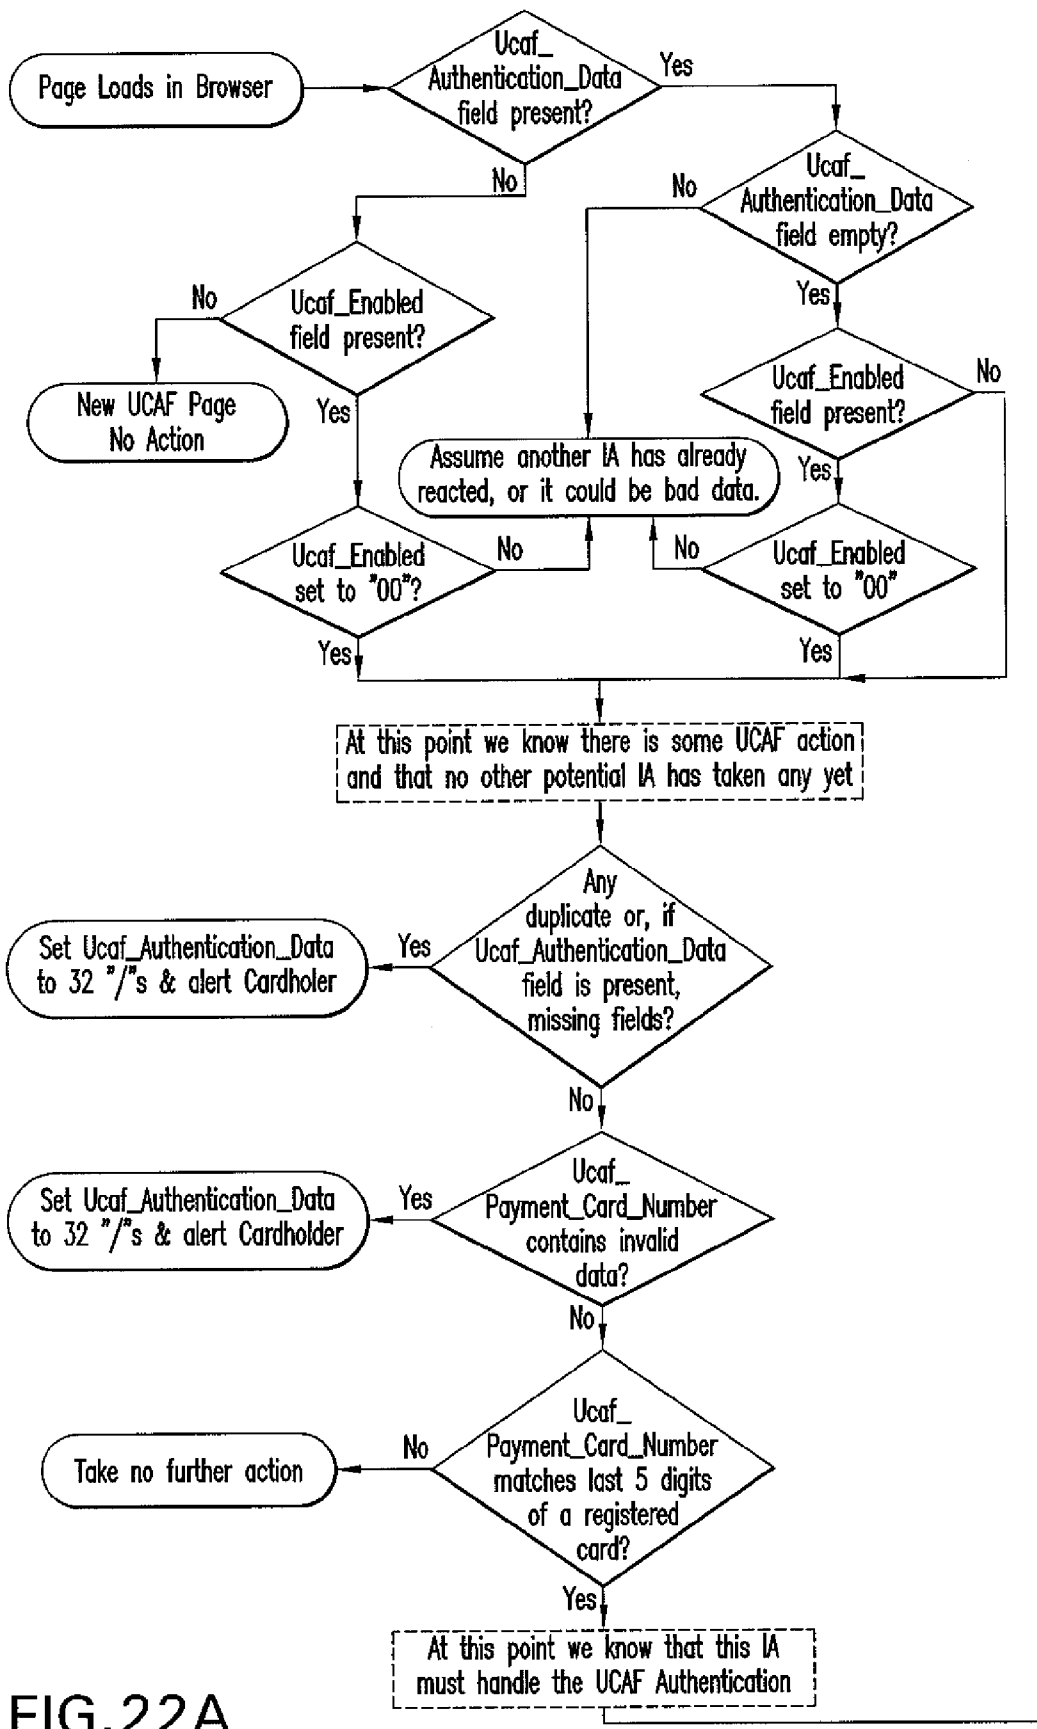 Page Loads in Browser
Ucaf_
Authentication_Data
field present?
Yes
No
Ucaf_
Authentication_Data
field empty?
No
Yes
Ucaf_Enabled
field present?
No
Yes
New UCAF Page
No Action
Ucaf_Enabled
field present?
No
Yes
Assume another IA has already
reacted, or it could be bad data.
Ucaf_Enabled
set to "00"?
No
Yes
Ucaf_Enabled
set to "00"
No
Yes
At this point we know there is some UCAF action
and that no other potential IA has taken any yet
Any
duplicate or, if
Ucaf_Authentication_Data
field is present,
missing fields?
Yes
No
Set Ucaf_Authentication_Data
to 32 "/"s & alert Cardholer
Ucaf_
Payment_Card_Number
contains invalid
data?
Yes
No
Set Ucaf_Authentication_Data
to 32 "/"s & alert Cardholder
Ucaf_
Payment_Card_Number
matches last 5 digits
of a registered
card?
No
Yes
Take no further action
At this point we know that this IA
must handle the UCAF Authentication
FIG.22A